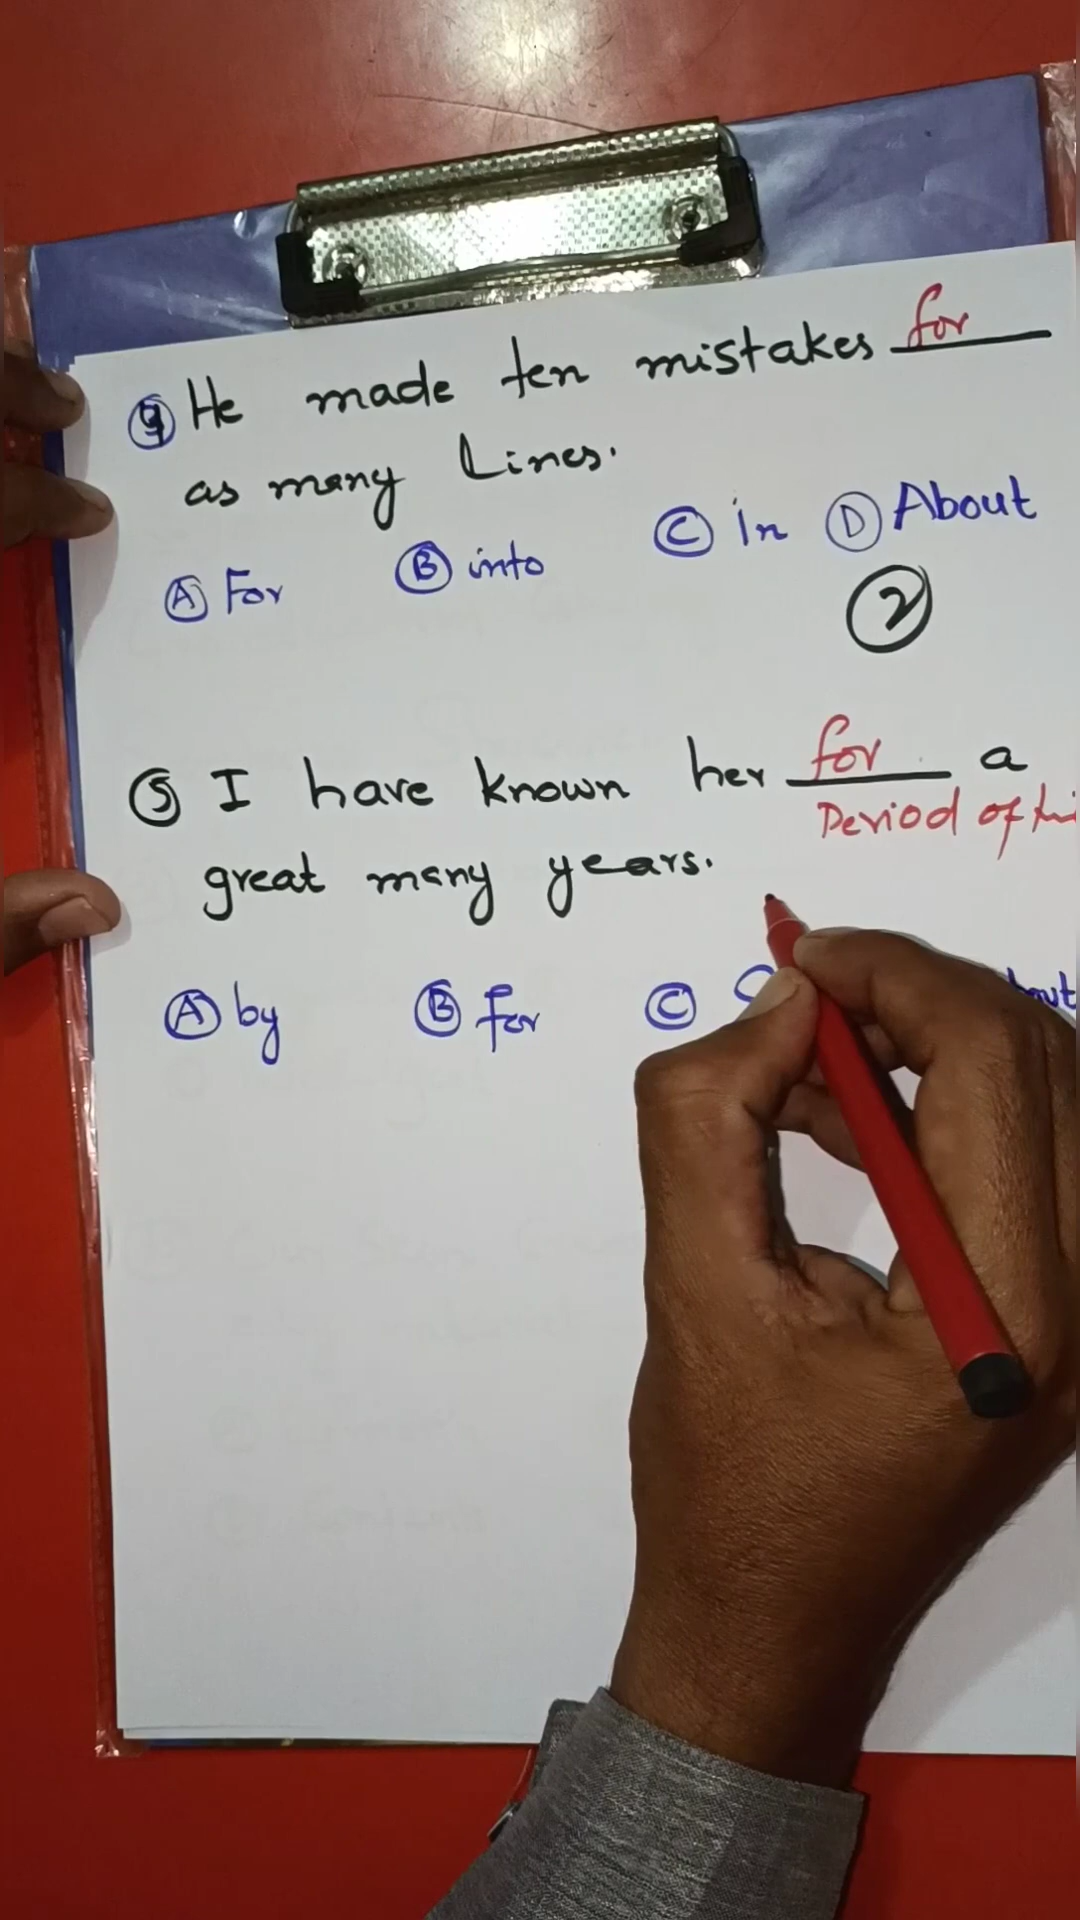 ④ He made ten mistakes for
as many Lines.
Ⓐ For Ⓑ into Ⓒ in Ⓓ About
②
⑤ I have known her for a
Period of
great many years.
Ⓐ by Ⓑ for Ⓒ